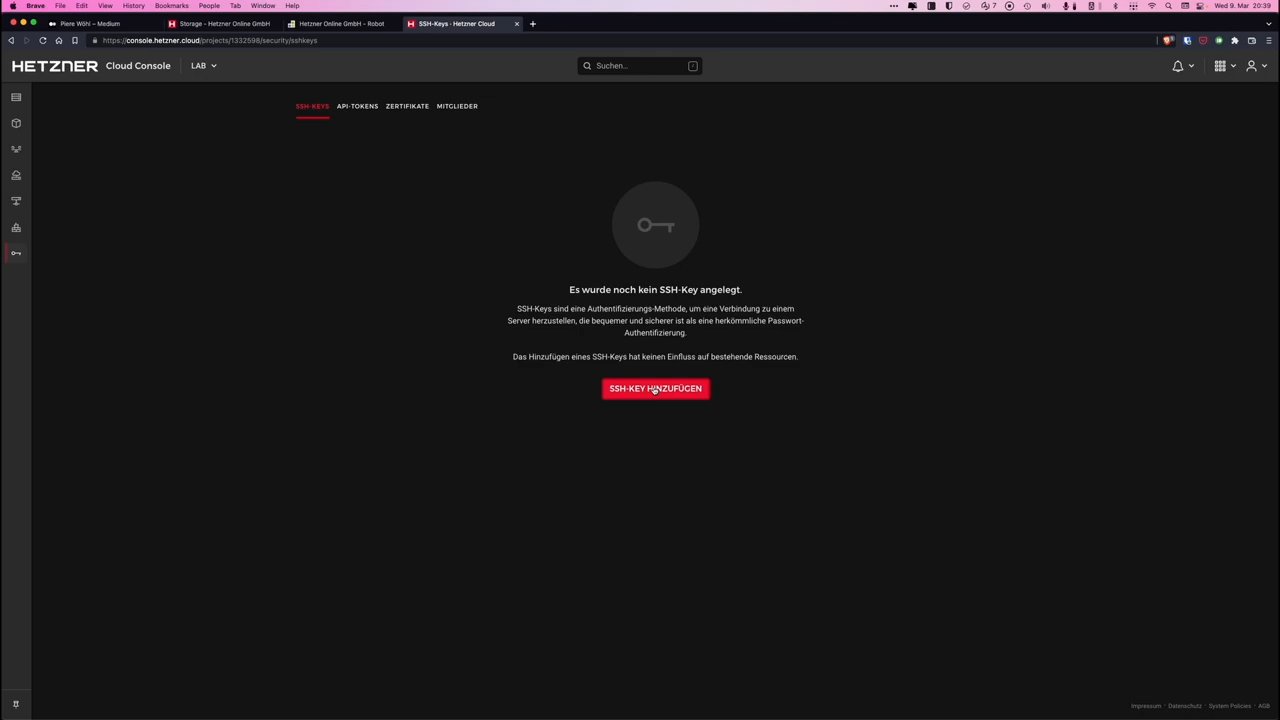 Brave File Edit View History Bookmarks People Tab Window Help
7
Wed 9. Mar. 20:39
Piere Wöhl – Medium
Storage - Hetzner Online GmbH
Hetzner Online GmbH - Robot
SSH-Keys · Hetzner Cloud
https://console.hetzner.cloud/projects/1332598/security/sshkeys
HETZNER Cloud Console LAB
Suchen... /
SSH-KEYS API-TOKENS ZERTIFIKATE MITGLIEDER
Es wurde noch kein SSH-Key angelegt.
SSH-Keys sind eine Authentifizierungs-Methode, um eine Verbindung zu einem
Server herzustellen, die bequemer und sicherer ist als eine herkömmliche Passwort-
Authentifizierung.
Das Hinzufügen eines SSH-Keys hat keinen Einfluss auf bestehende Ressourcen.
SSH-KEY HINZUFÜGEN
Impressum · Datenschutz · System Policies · AGB